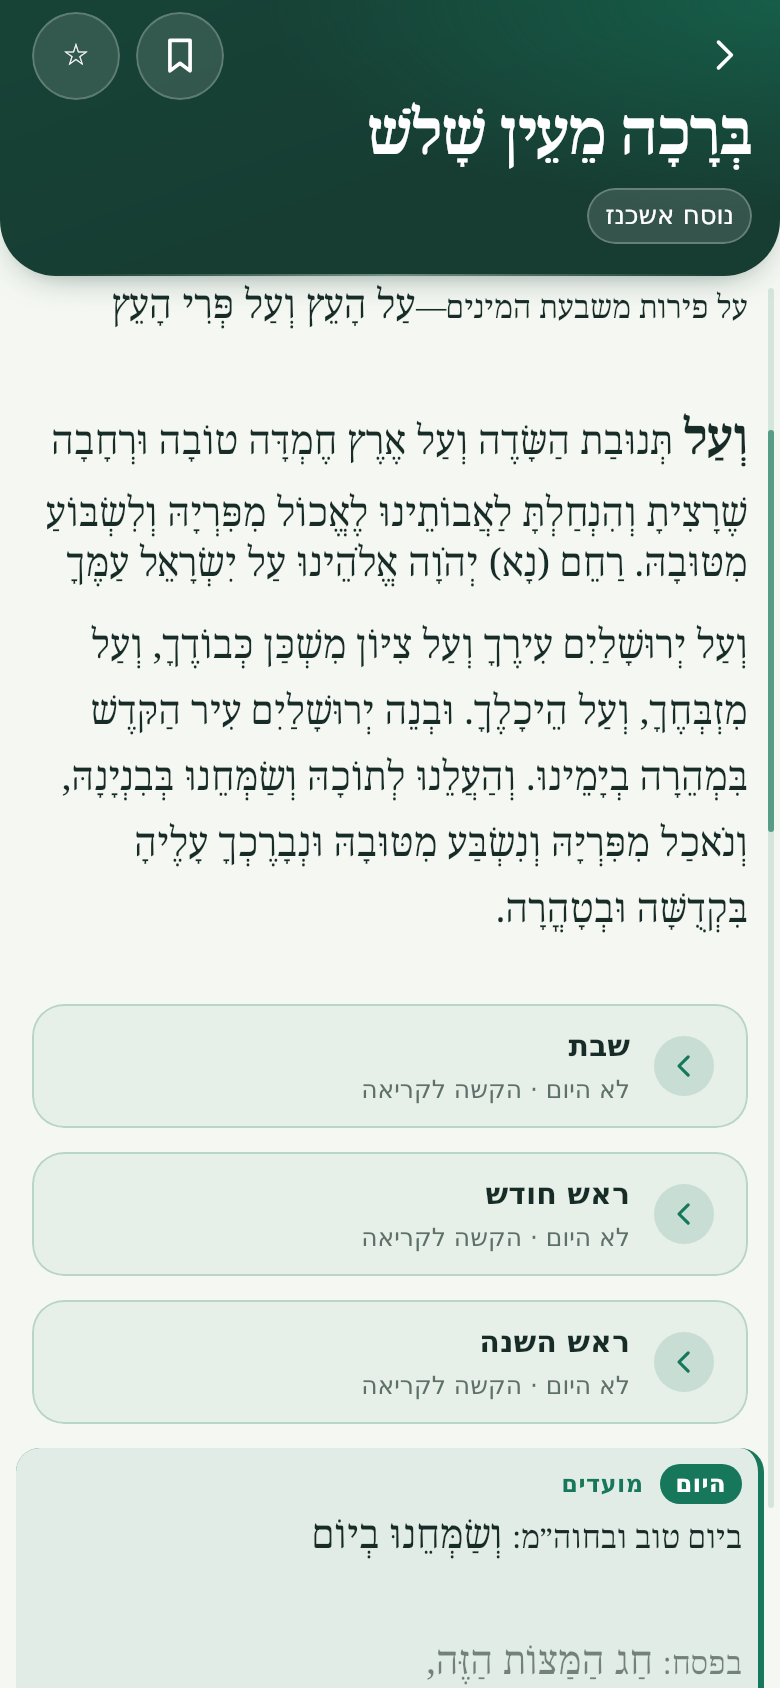 בְּרָכָה מֵעֵין שָׁלֹשׁ
נוסח אשכנז
על פירות משבעת המינים—עַל הָעֵץ וְעַל פְּרִי הָעֵץ
וְעַל תְּנוּבַת הַשָּׂדֶה וְעַל אֶרֶץ חֶמְדָּה טוֹבָה וּרְחָבָה
שֶׁרָצִיתָ וְהִנְחַלְתָּ לַאֲבוֹתֵינוּ לֶאֱכוֹל מִפִּרְיָהּ וְלִשְׂבּוֹעַ
מִטּוּבָהּ. רַחֵם (נָא) יְהֹוָה אֱלֹהֵינוּ עַל יִשְׂרָאֵל עַמֶּךָ
וְעַל יְרוּשָׁלַיִם עִירֶךָ וְעַל צִיּוֹן מִשְׁכַּן כְּבוֹדֶךָ, וְעַל
מִזְבְּחֶךָ, וְעַל הֵיכָלֶךָ. וּבְנֵה יְרוּשָׁלַיִם עִיר הַקֹּדֶשׁ
בִּמְהֵרָה בְיָמֵינוּ. וְהַעֲלֵנוּ לְתוֹכָהּ וְשַׂמְּחֵנוּ בְּבִנְיָנָהּ,
וְנֹאכַל מִפִּרְיָהּ וְנִשְׂבַּע מִטּוּבָהּ וּנְבָרֶכְךָ עָלֶיהָ
בִּקְדֻשָּׁה וּבְטָהֳרָה.
שבת
לא היום · הקשה לקריאה
ראש חודש
לא היום · הקשה לקריאה
ראש השנה
לא היום · הקשה לקריאה
היום מועדים
ביום טוב ובחוה״מ: וְשַׂמְּחֵנוּ בְּיוֹם
בפסח: חַג הַמַּצּוֹת הַזֶּה,